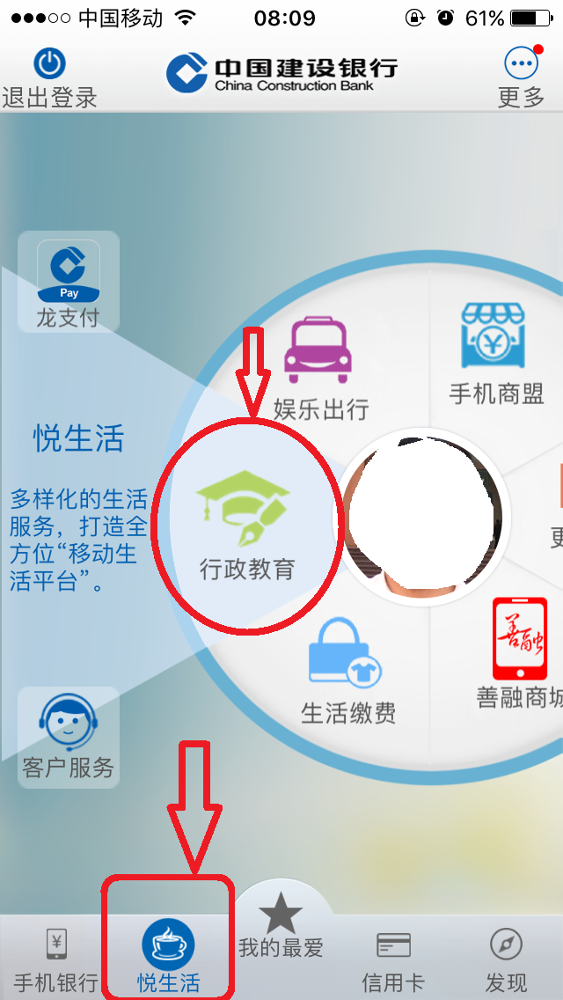 中国移动 08:09 61%
退出登录
中国建设银行
China Construction Bank
更多
Pay
龙支付
娱乐出行
手机商盟
悦生活
多样化的生活
服务，打造全
方位“移动生
活平台”。
行政教育
更
善融
生活缴费
善融商城
客户服务
手机银行
悦生活
我的最爱
信用卡
发现